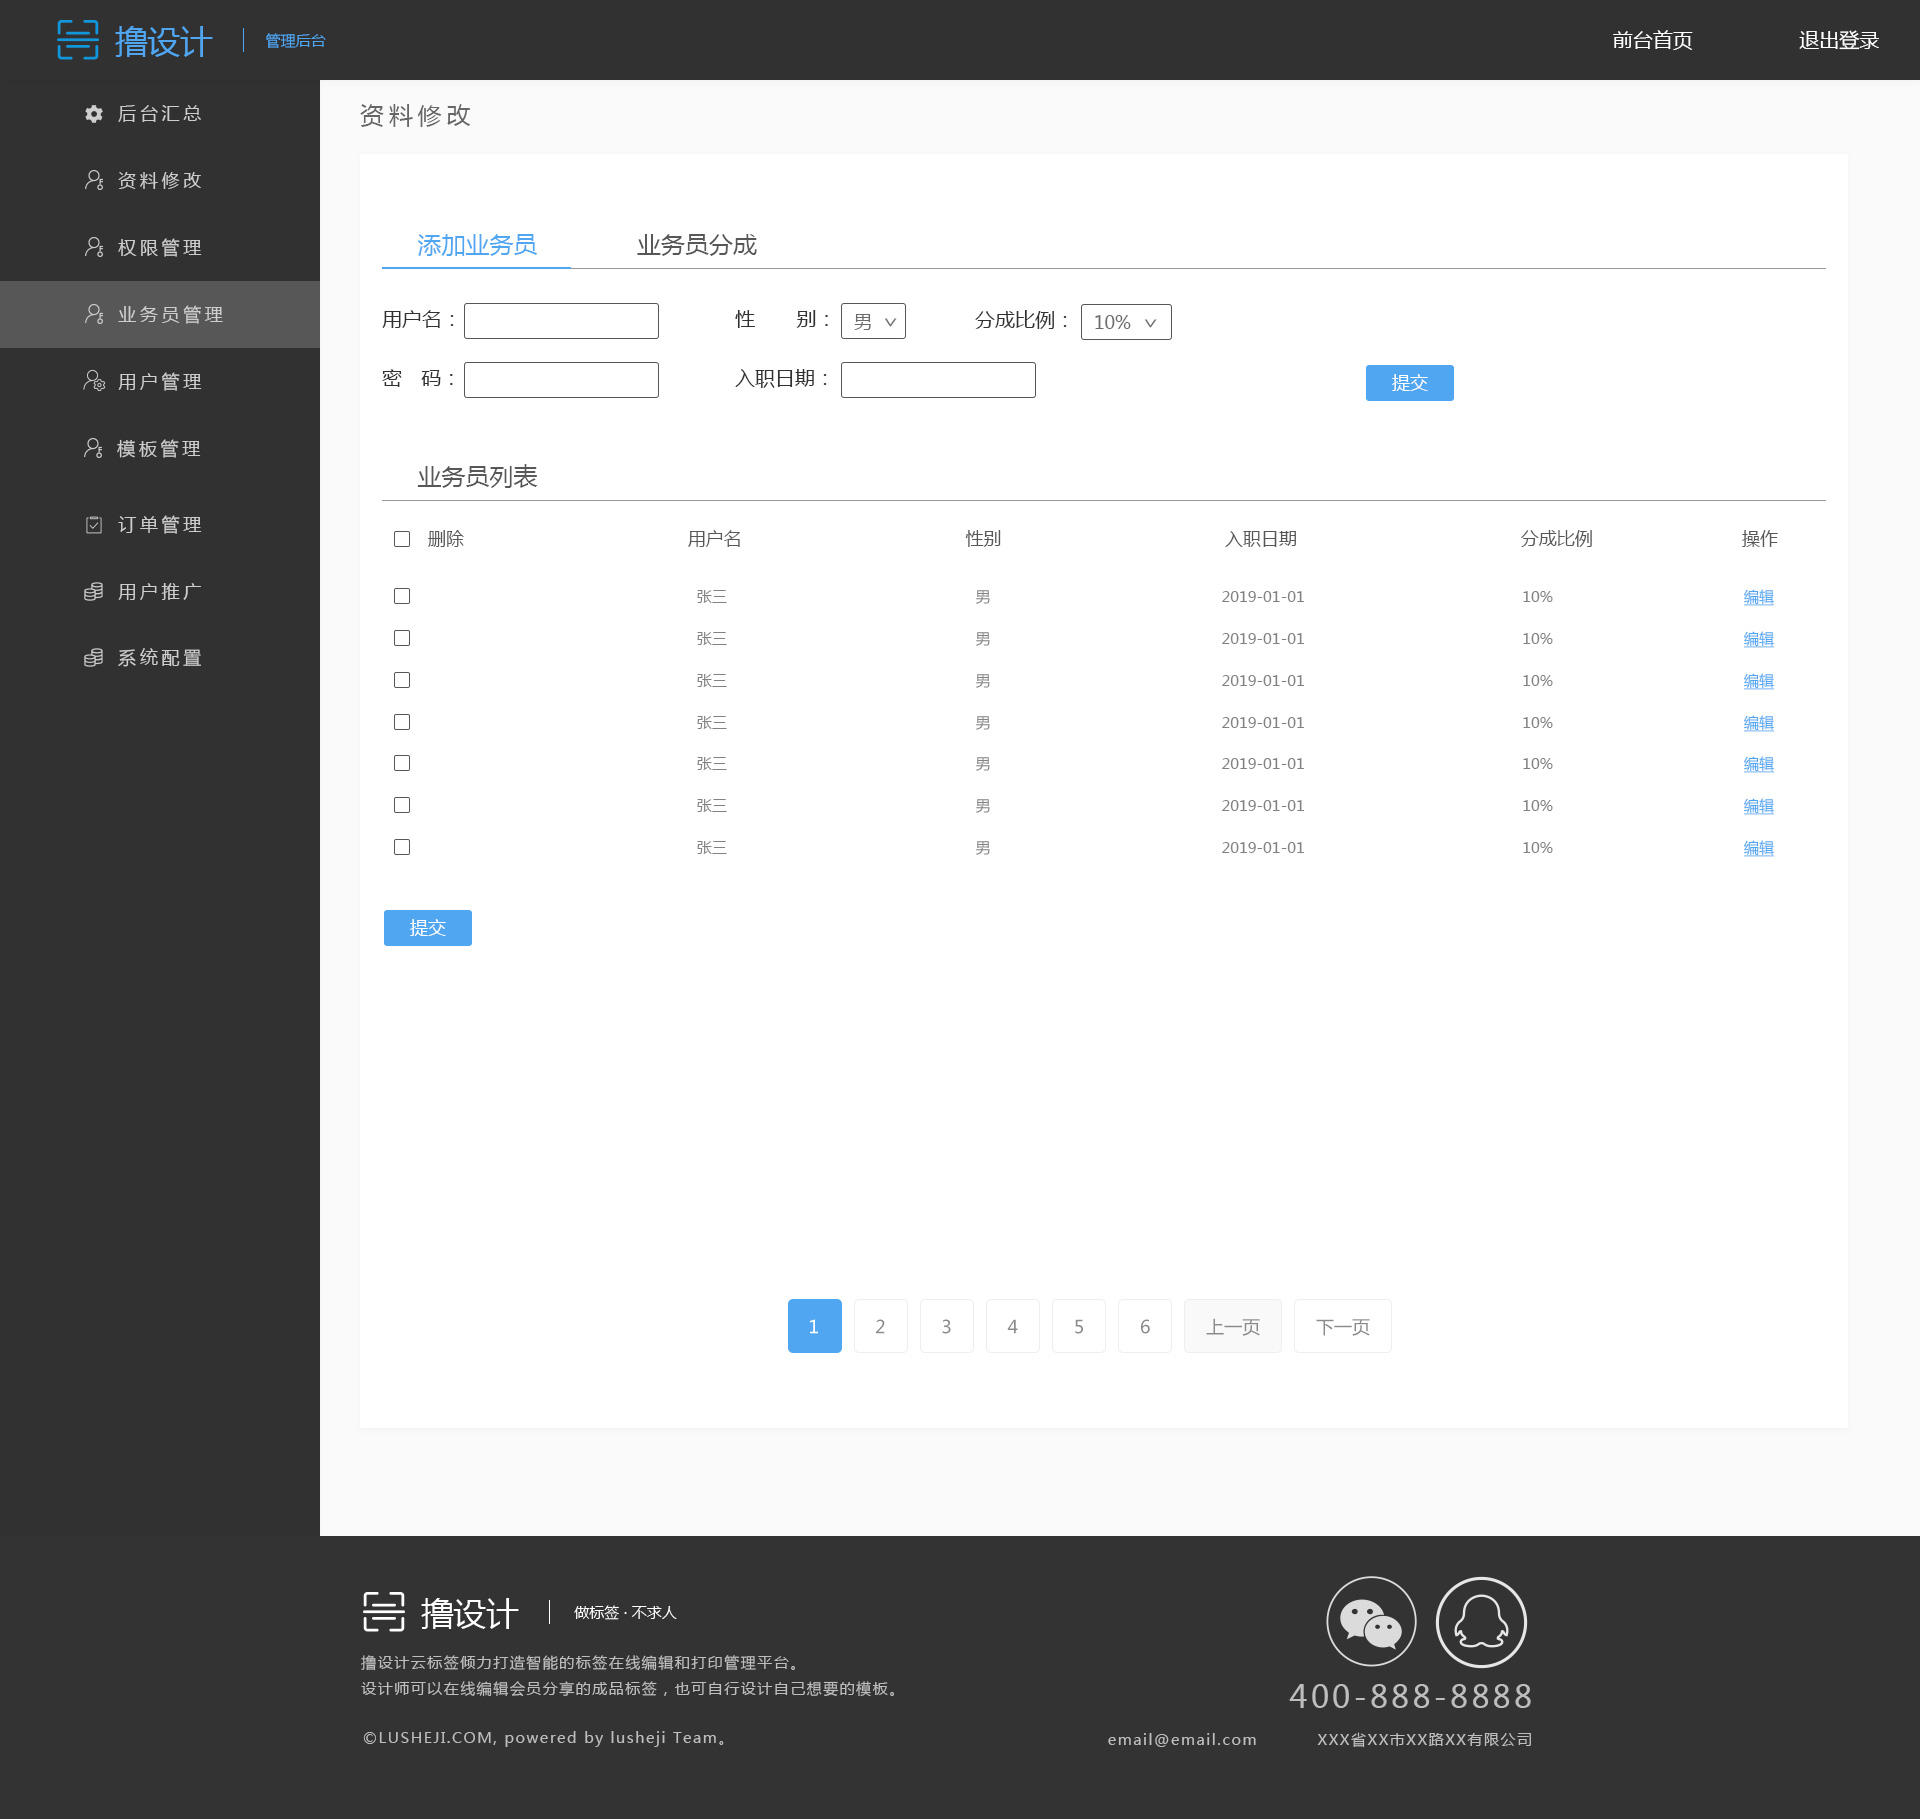 撸设计 管理后台 前台首页 退出登录
后台汇总
资料修改
权限管理
业务员管理
用户管理
模板管理
订单管理
用户推广
系统配置
资料修改
添加业务员 业务员分成
用户名： 性 别： 男 分成比例： 10%
密 码： 入职日期： 提交
业务员列表
删除 用户名 性别 入职日期 分成比例 操作
张三 男 2019-01-01 10% 编辑
张三 男 2019-01-01 10% 编辑
张三 男 2019-01-01 10% 编辑
张三 男 2019-01-01 10% 编辑
张三 男 2019-01-01 10% 编辑
张三 男 2019-01-01 10% 编辑
张三 男 2019-01-01 10% 编辑
提交
1 2 3 4 5 6 上一页 下一页
撸设计 做标签·不求人
撸设计云标签倾力打造智能的标签在线编辑和打印管理平台。
设计师可以在线编辑会员分享的成品标签，也可自行设计自己想要的模板。
©LUSHEJI.COM, powered by lusheji Team。
400-888-8888
email@email.com XXX省XX市XX路XX有限公司